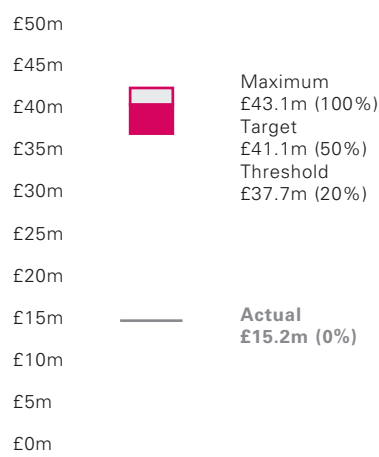 £50m
£45m
£40m
£35m
£30m
£25m
£20m
£15m
£10m
£5m
£0m
Maximum
£43.1m (100%)
Target
£41.1m (50%)
Threshold
£37.7m (20%)
Actual
£15.2m (0%)